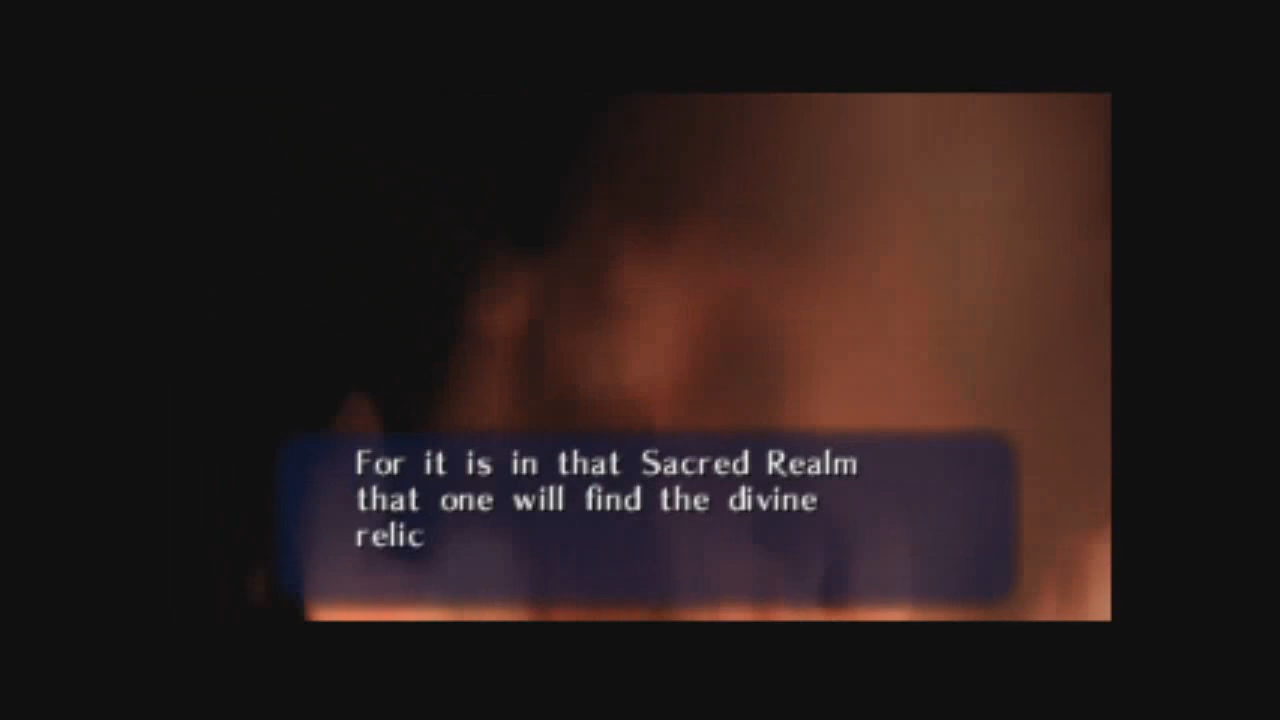 For it is in that Sacred Realm
that one will find the divine
relic